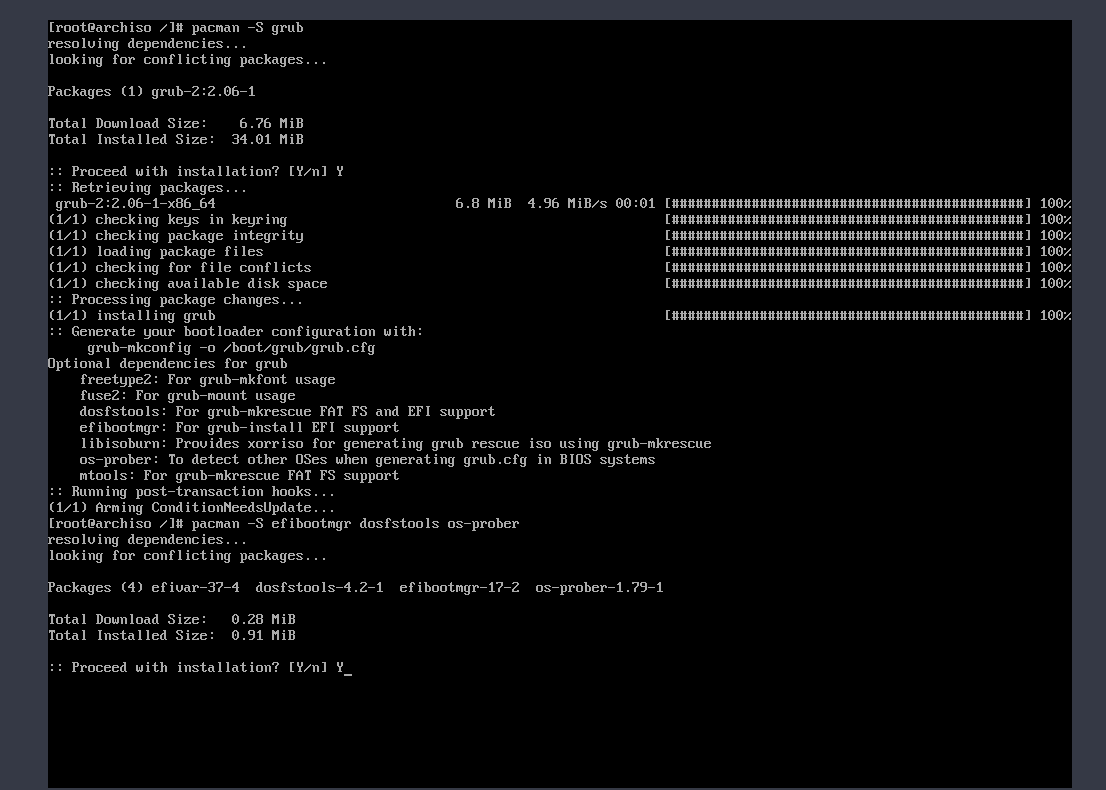 [root@archiso /]# pacman -S grub
resolving dependencies...
looking for conflicting packages...
Packages (1) grub-2:2.06-1
Total Download Size:    6.76 MiB
Total Installed Size:  34.01 MiB
:: Proceed with installation? [Y/n] Y
:: Retrieving packages...
 grub-2:2.06-1-x86_64                              6.8 MiB  4.96 MiB/s 00:01 [############################################] 100%
(1/1) checking keys in keyring                                               [############################################] 100%
(1/1) checking package integrity                                             [############################################] 100%
(1/1) loading package files                                                  [############################################] 100%
(1/1) checking for file conflicts                                            [############################################] 100%
(1/1) checking available disk space                                          [############################################] 100%
:: Processing package changes...
(1/1) installing grub                                                        [############################################] 100%
:: Generate your bootloader configuration with:
     grub-mkconfig -o /boot/grub/grub.cfg
Optional dependencies for grub
    freetype2: For grub-mkfont usage
    fuse2: For grub-mount usage
    dosfstools: For grub-mkrescue FAT FS and EFI support
    efibootmgr: For grub-install EFI support
    libisoburn: Provides xorriso for generating grub rescue iso using grub-mkrescue
    os-prober: To detect other OSes when generating grub.cfg in BIOS systems
    mtools: For grub-mkrescue FAT FS support
:: Running post-transaction hooks...
(1/1) Arming ConditionNeedsUpdate...
[root@archiso /]# pacman -S efibootmgr dosfstools os-prober
resolving dependencies...
looking for conflicting packages...
Packages (4) efivar-37-4  dosfstools-4.2-1  efibootmgr-17-2  os-prober-1.79-1
Total Download Size:   0.28 MiB
Total Installed Size:  0.91 MiB
:: Proceed with installation? [Y/n] Y_